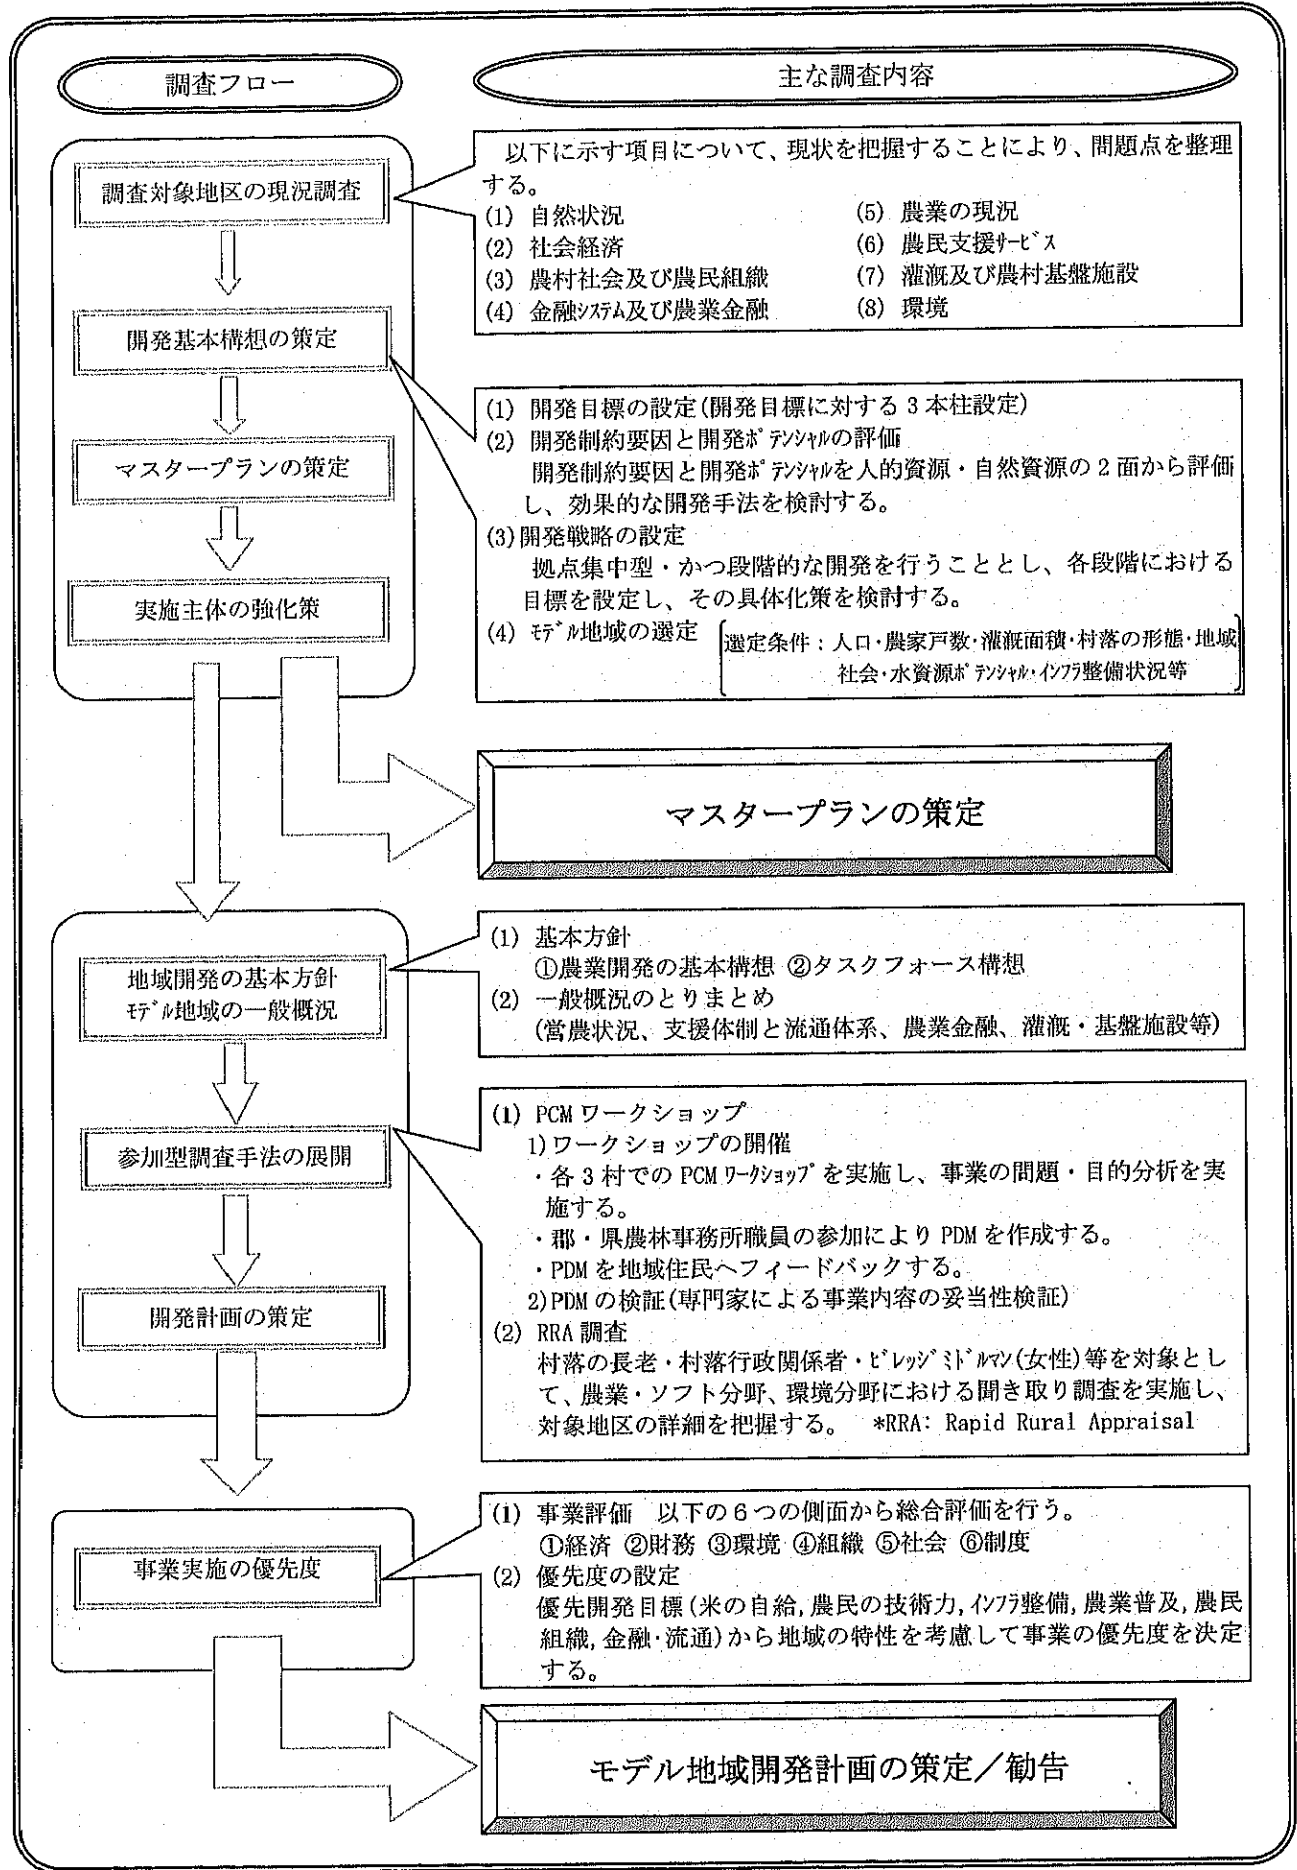 調査フロー
主な調査内容
調査対象地区の現況調査
以下に示す項目について、現状を把握することにより、問題点を整理
する。
(1) 自然状況
(2) 社会経済
(3) 農村社会及び農民組織
(4) 金融ｼｽﾃﾑ及び農業金融
(5) 農業の現況
(6) 農民支援ｻｰﾋﾞｽ
(7) 灌漑及び農村基盤施設
(8) 環境
開発基本構想の策定
(1) 開発目標の設定(開発目標に対する3本柱設定)
(2) 開発制約要因と開発ﾎﾟﾃﾝｼｬﾙの評価
開発制約要因と開発ﾎﾟﾃﾝｼｬﾙを人的資源・自然資源の2面から評価
し、効果的な開発手法を検討する。
(3)開発戦略の設定
拠点集中型・かつ段階的な開発を行うこととし、各段階における
目標を設定し、その具体化策を検討する。
(4) ﾓﾃﾞﾙ地域の選定
選定条件：人口・農家戸数・灌漑面積・村落の形態・地域
社会・水資源ﾎﾟﾃﾝｼｬﾙ・ｲﾝﾌﾗ整備状況等
マスタープランの策定
実施主体の強化策
マスタープランの策定
地域開発の基本方針
ﾓﾃﾞﾙ地域の一般概況
(1) 基本方針
①農業開発の基本構想 ②タスクフォース構想
(2) 一般概況のとりまとめ
(営農状況、支援体制と流通体系、農業金融、灌漑・基盤施設等)
参加型調査手法の展開
(1) PCMワークショップ
1)ワークショップの開催
・各3村でのPCMﾜｰｸｼｮｯﾌﾟを実施し、事業の問題・目的分析を実
施する。
・郡・県農林事務所職員の参加によりPDMを作成する。
・PDMを地域住民へフィードバックする。
2)PDMの検証(専門家による事業内容の妥当性検証)
(2) RRA調査
村落の長老・村落行政関係者・ﾋﾞﾚｯｼﾞﾐﾄﾞﾙﾏﾝ(女性)等を対象とし
て、農業・ソフト分野、環境分野における聞き取り調査を実施し、
対象地区の詳細を把握する。 *RRA: Rapid Rural Appraisal
開発計画の策定
事業実施の優先度
(1) 事業評価 以下の6つの側面から総合評価を行う。
①経済 ②財務 ③環境 ④組織 ⑤社会 ⑥制度
(2) 優先度の設定
優先開発目標(米の自給,農民の技術力,ｲﾝﾌﾗ整備,農業普及,農民
組織,金融・流通)から地域の特性を考慮して事業の優先度を決定
する。
モデル地域開発計画の策定／勧告